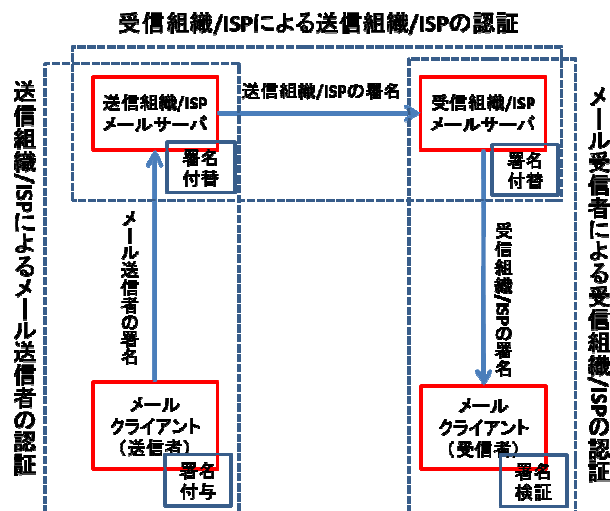 受信組織/ISPによる送信組織/ISPの認証
送信組織/ISPによるメール送信者の認証
送信組織/ISP
メールサーバ
署名
付替
送信組織/ISPの署名
受信組織/ISP
メールサーバ
署名
付替
メール送信者の署名
受信組織/ISPの署名
メール
クライアント
(送信者)
署名
付与
メール
クライアント
(受信者)
署名
検証
メール受信者による受信組織/ISPの認証